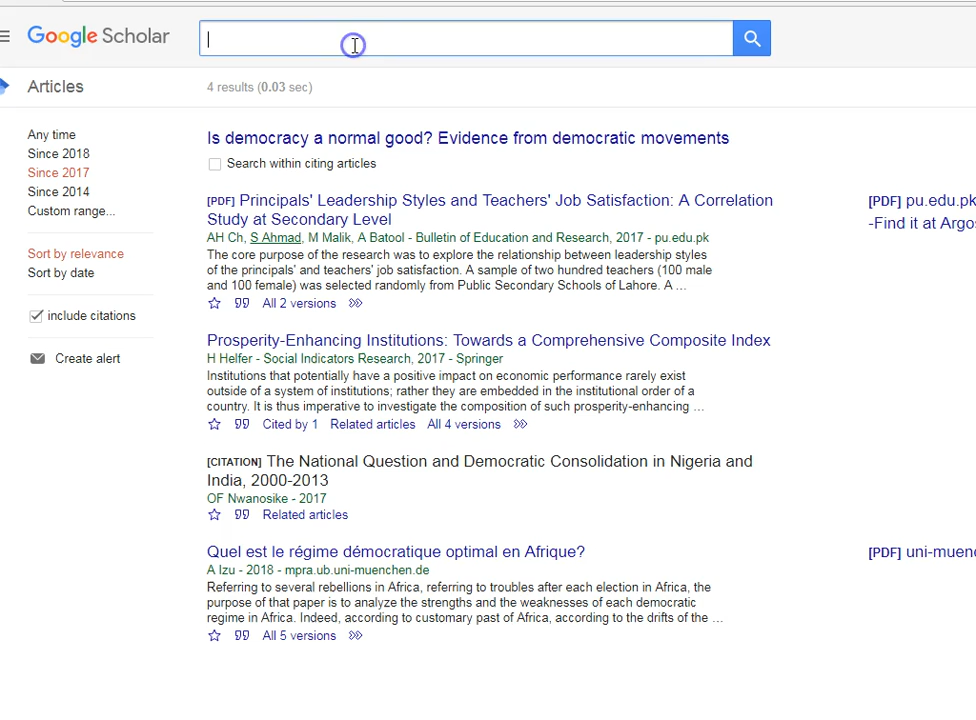 Google Scholar
Articles
4 results (0.03 sec)
Any time
Since 2018
Since 2017
Since 2014
Custom range...
Sort by relevance
Sort by date
include citations
Create alert
Is democracy a normal good? Evidence from democratic movements
Search within citing articles
[PDF] Principals' Leadership Styles and Teachers' Job Satisfaction: A Correlation
Study at Secondary Level
AH Ch, S Ahmad, M Malik, A Batool - Bulletin of Education and Research, 2017 - pu.edu.pk
The core purpose of the research was to explore the relationship between leadership styles
of the principals' and teachers' job satisfaction. A sample of two hundred teachers (100 male
and 100 female) was selected randomly from Public Secondary Schools of Lahore. A ...
All 2 versions
[PDF] pu.edu.pk
-Find it at Argos
Prosperity-Enhancing Institutions: Towards a Comprehensive Composite Index
H Helfer - Social Indicators Research, 2017 - Springer
Institutions that potentially have a positive impact on economic performance rarely exist
outside of a system of institutions; rather they are embedded in the institutional order of a
country. It is thus imperative to investigate the composition of such prosperity-enhancing ...
Cited by 1 Related articles All 4 versions
[CITATION] The National Question and Democratic Consolidation in Nigeria and
India, 2000-2013
OF Nwanosike - 2017
Related articles
Quel est le régime démocratique optimal en Afrique?
A Izu - 2018 - mpra.ub.uni-muenchen.de
Referring to several rebellions in Africa, referring to troubles after each election in Africa, the
purpose of that paper is to analyze the strengths and the weaknesses of each democratic
regime in Africa. Indeed, according to customary past of Africa, according to the drifts of the ...
All 5 versions
[PDF] uni-muenc